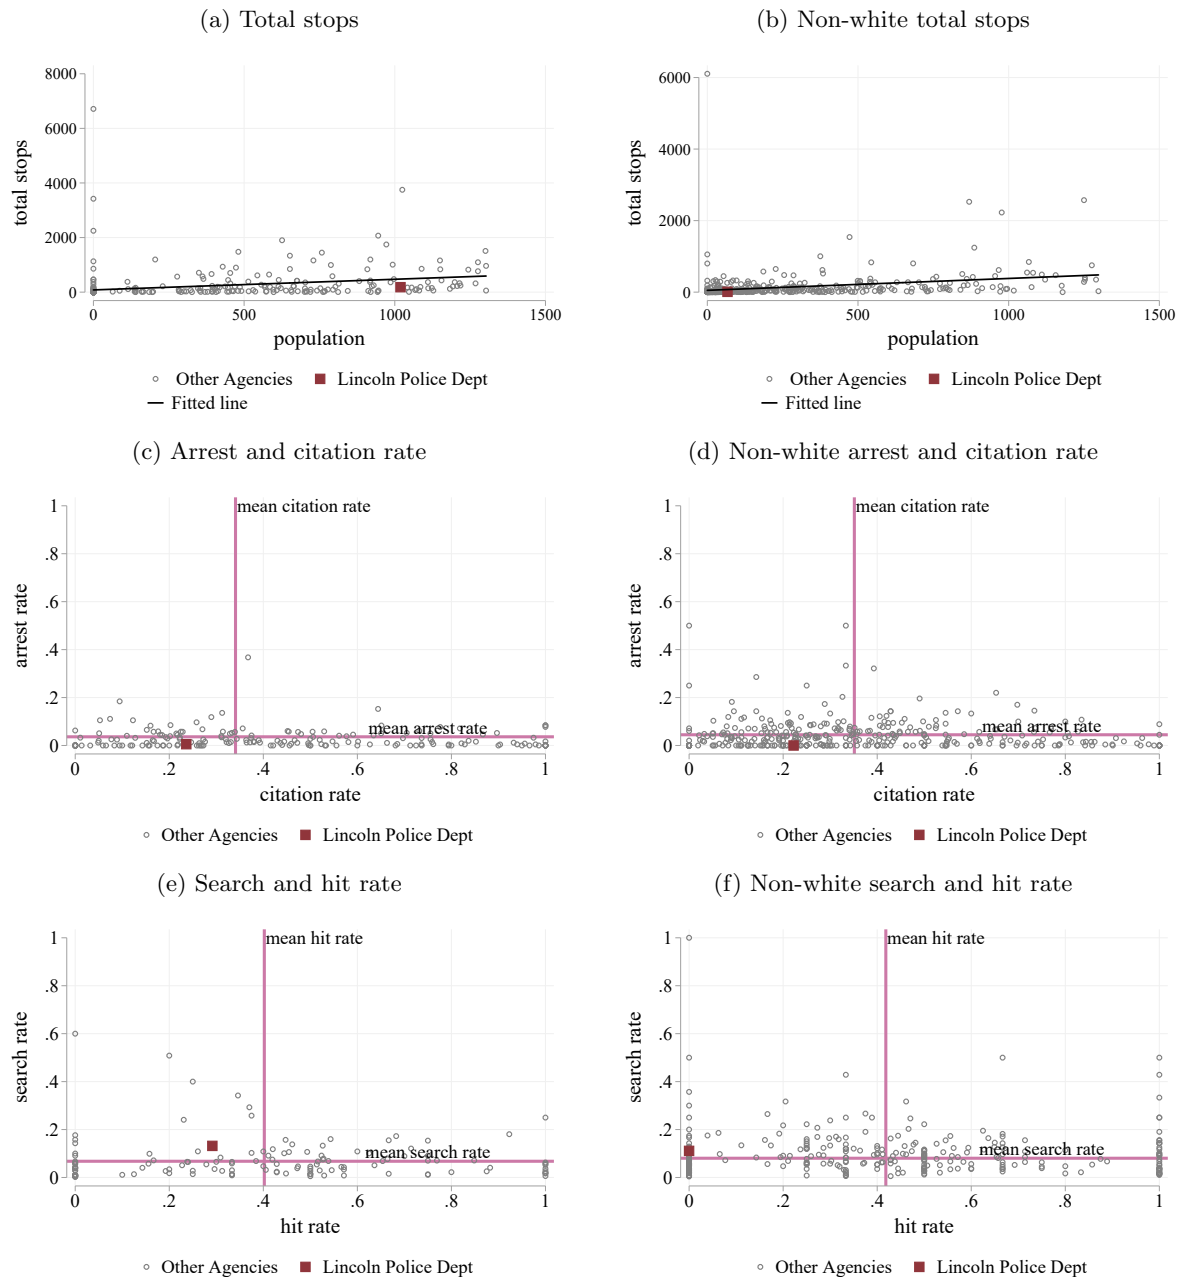 (a) Total stops
total stops
8000
6000
4000
2000
0
0 500 1000 1500
population
Other Agencies Lincoln Police Dept
Fitted line
(b) Non-white total stops
total stops
6000
4000
2000
0
0 500 1000 1500
population
Other Agencies Lincoln Police Dept
Fitted line
(c) Arrest and citation rate
arrest rate
1
.8
.6
.4
.2
0
mean citation rate
mean arrest rate
0 .2 .4 .6 .8 1
citation rate
Other Agencies Lincoln Police Dept
(d) Non-white arrest and citation rate
arrest rate
1
.8
.6
.4
.2
0
mean citation rate
mean arrest rate
0 .2 .4 .6 .8 1
citation rate
Other Agencies Lincoln Police Dept
(e) Search and hit rate
search rate
1
.8
.6
.4
.2
0
mean hit rate
mean search rate
0 .2 .4 .6 .8 1
hit rate
Other Agencies Lincoln Police Dept
(f) Non-white search and hit rate
search rate
1
.8
.6
.4
.2
0
mean hit rate
mean search rate
0 .2 .4 .6 .8 1
hit rate
Other Agencies Lincoln Police Dept